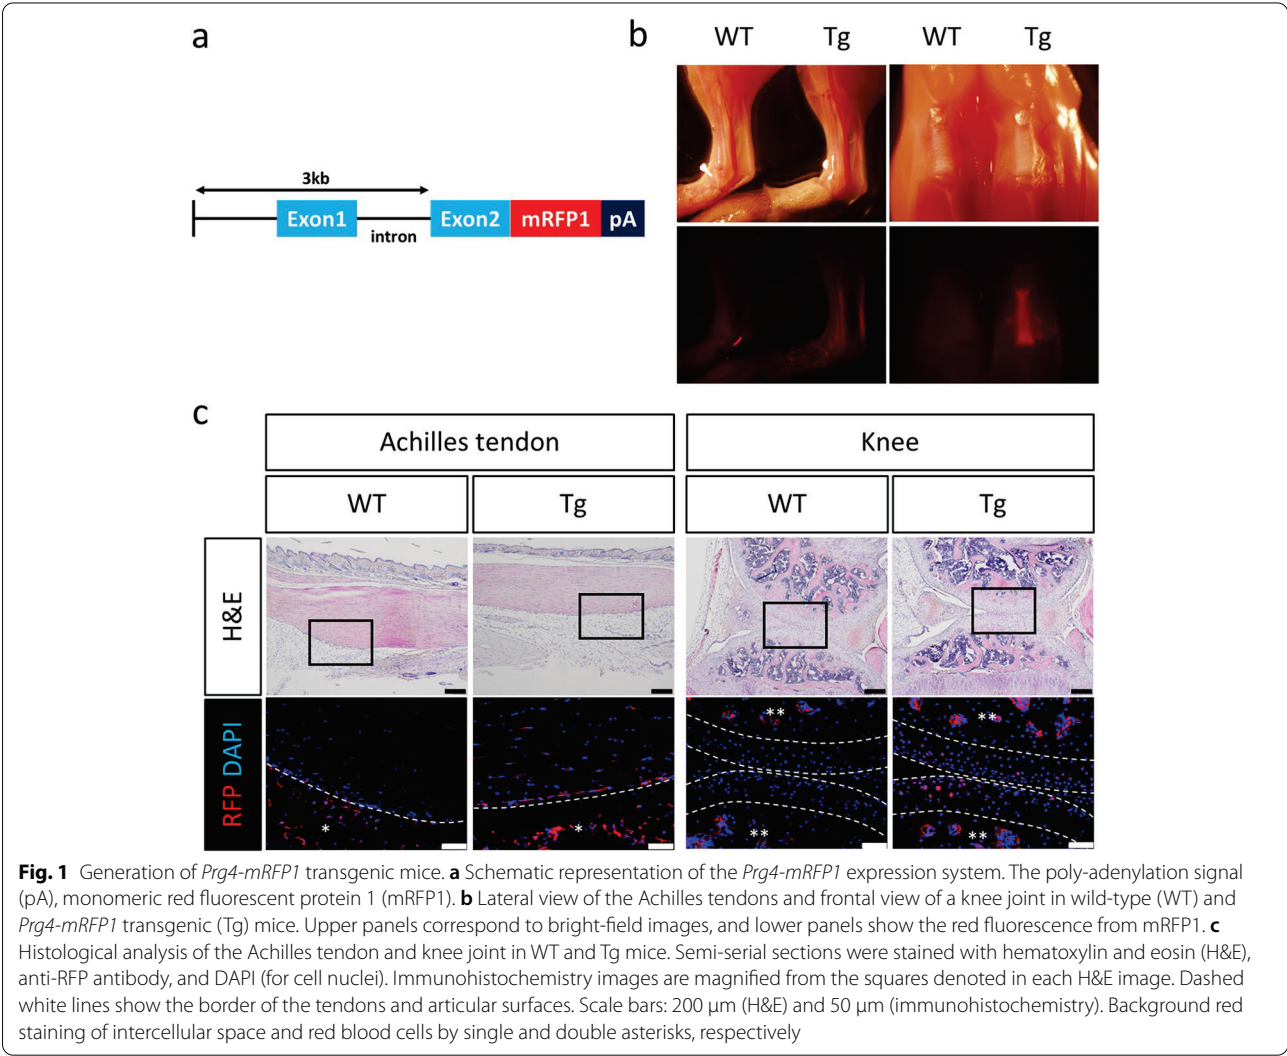 a
3kb
Exon1
intron
Exon2
mRFP1
pA
b
WT
Tg
WT
Tg
c
Achilles tendon
Knee
WT
Tg
WT
Tg
H&E
RFP DAPI
*
*
**
**
**
**
Fig. 1 Generation of Prg4-mRFP1 transgenic mice. a Schematic representation of the Prg4-mRFP1 expression system. The poly-adenylation signal
(pA), monomeric red fluorescent protein 1 (mRFP1). b Lateral view of the Achilles tendons and frontal view of a knee joint in wild-type (WT) and
Prg4-mRFP1 transgenic (Tg) mice. Upper panels correspond to bright-field images, and lower panels show the red fluorescence from mRFP1. c
Histological analysis of the Achilles tendon and knee joint in WT and Tg mice. Semi-serial sections were stained with hematoxylin and eosin (H&E),
anti-RFP antibody, and DAPI (for cell nuclei). Immunohistochemistry images are magnified from the squares denoted in each H&E image. Dashed
white lines show the border of the tendons and articular surfaces. Scale bars: 200 μm (H&E) and 50 μm (immunohistochemistry). Background red
staining of intercellular space and red blood cells by single and double asterisks, respectively